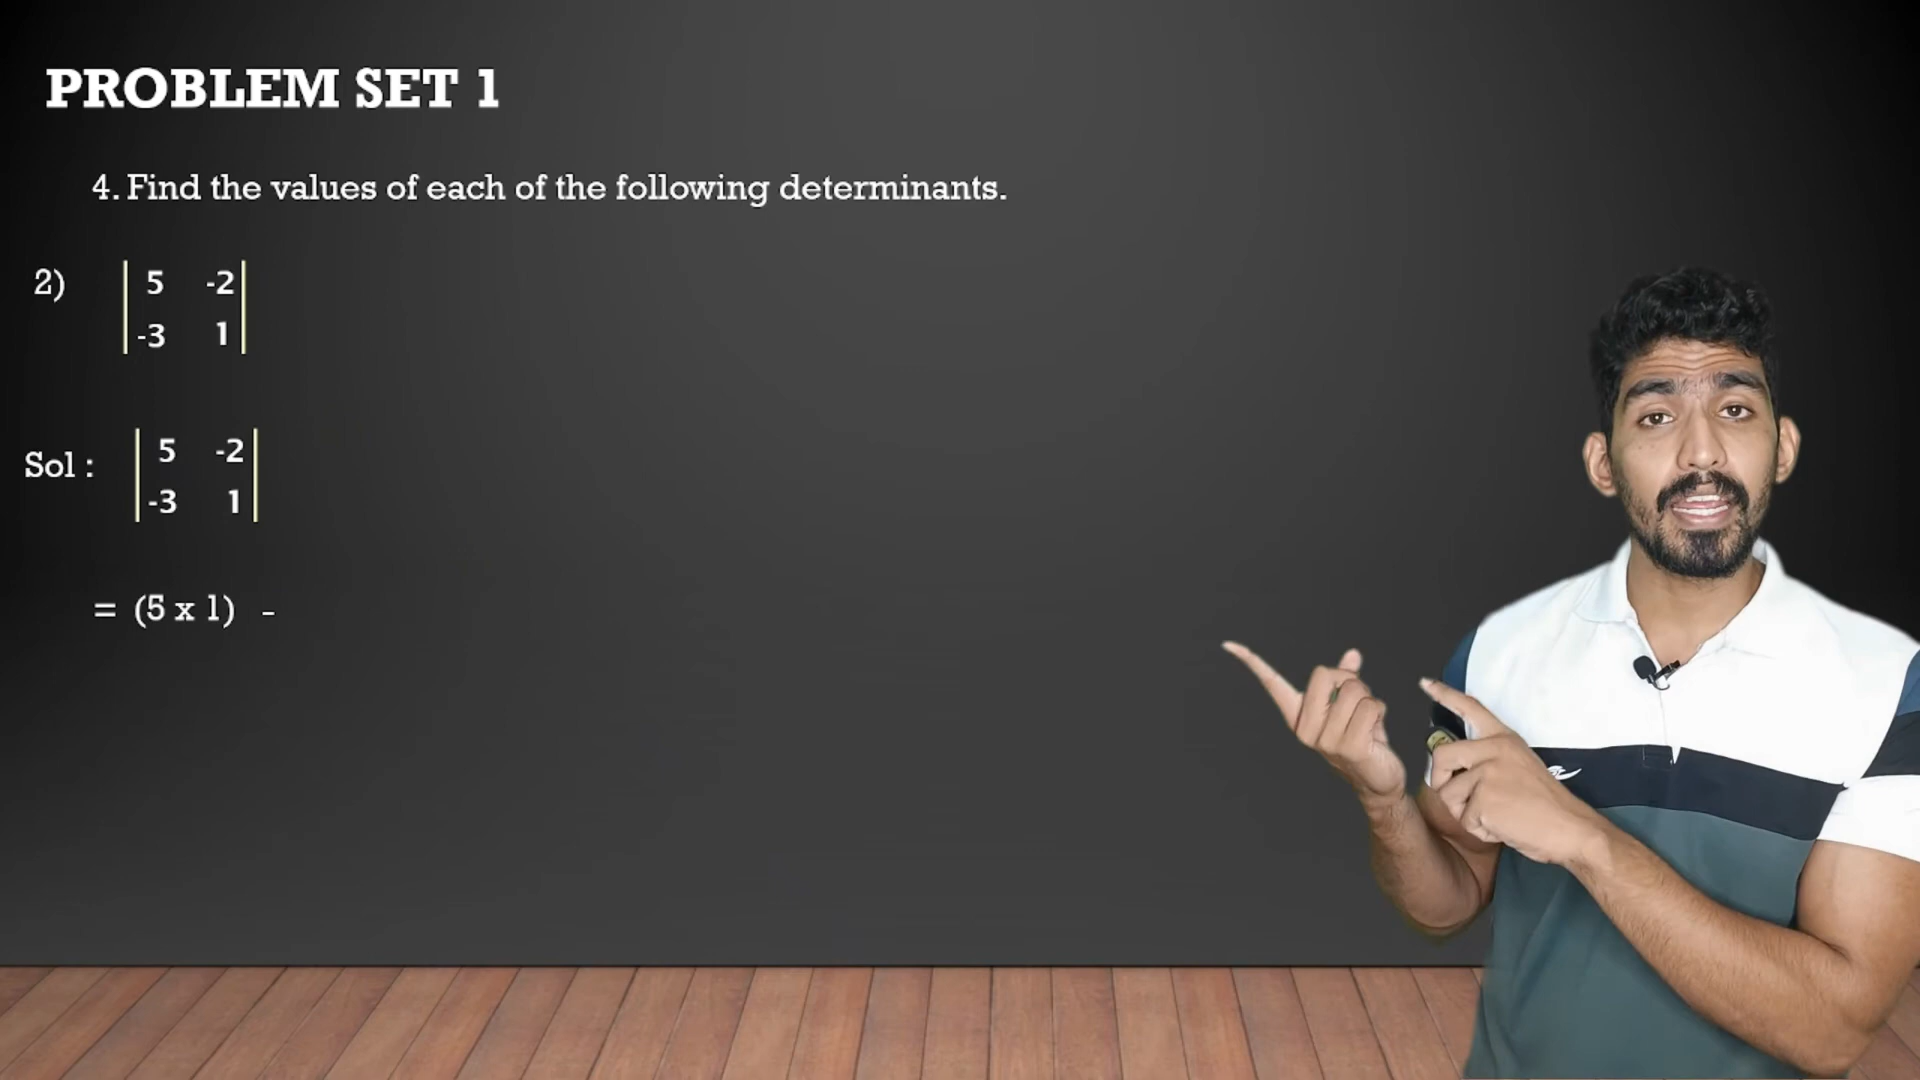 PROBLEM SET 1
4. Find the values of each of the following determinants.
2) | 5 -2 |
| -3 1 |
Sol : | 5 -2 |
| -3 1 |
= (5 x 1) -